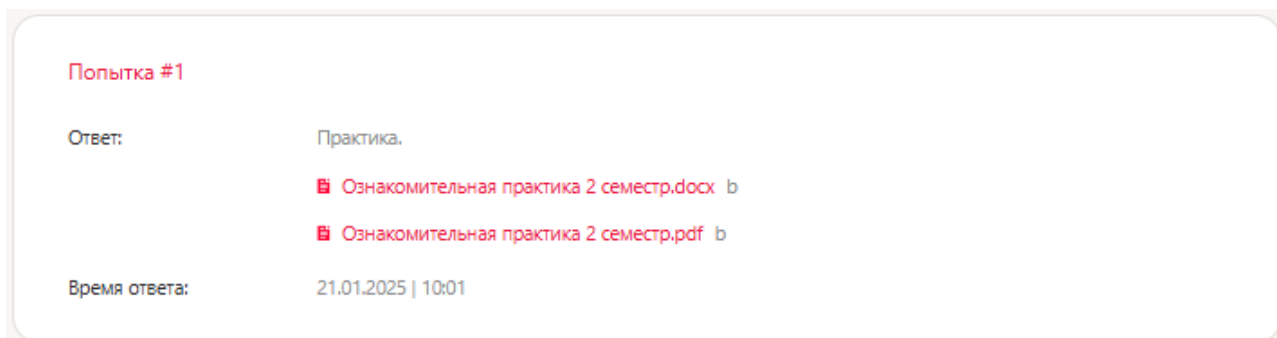 Попытка #1
Ответ: Практика.
Ознакомительная практика 2 семестр.docx b
Ознакомительная практика 2 семестр.pdf b
Время ответа: 21.01.2025 | 10:01